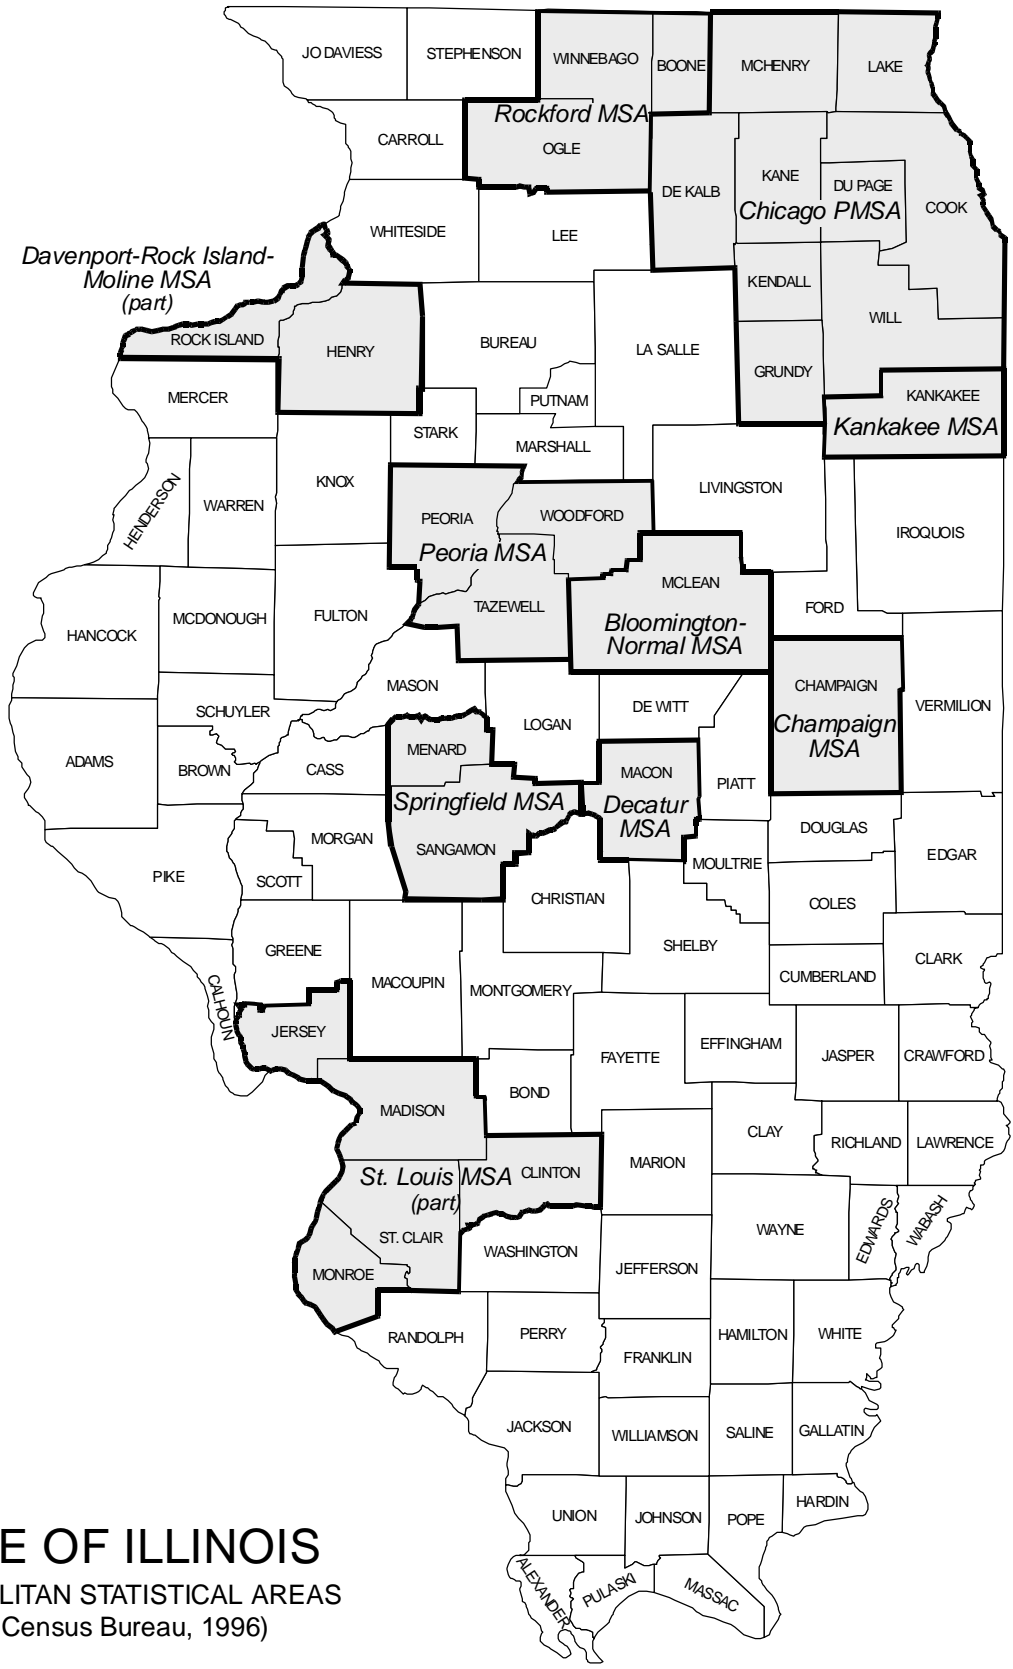 JO DAVIESS
STEPHENSON
WINNEBAGO
BOONE
MCHENRY
LAKE
Rockford MSA
CARROLL
OGLE
DE KALB
KANE
DU PAGE
COOK
Chicago PMSA
WHITESIDE
LEE
Davenport-Rock Island-
Moline MSA
(part)
KENDALL
WILL
ROCK ISLAND
HENRY
BUREAU
LA SALLE
GRUNDY
MERCER
PUTNAM
KANKAKEE
Kankakee MSA
STARK
MARSHALL
KNOX
LIVINGSTON
HENDERSON
WARREN
PEORIA
WOODFORD
IROQUOIS
Peoria MSA
MCLEAN
TAZEWELL
FORD
HANCOCK
MCDONOUGH
FULTON
Bloomington-
Normal MSA
MASON
CHAMPAIGN
SCHUYLER
LOGAN
DE WITT
VERMILION
Champaign
MSA
ADAMS
BROWN
CASS
MENARD
MACON
PIATT
Springfield MSA
Decatur
MSA
DOUGLAS
MORGAN
SANGAMON
EDGAR
MOULTRIE
PIKE
SCOTT
CHRISTIAN
COLES
GREENE
SHELBY
CLARK
MACOUPIN
MONTGOMERY
CUMBERLAND
CALHOUN
JERSEY
FAYETTE
EFFINGHAM
JASPER
CRAWFORD
BOND
MADISON
CLAY
RICHLAND
LAWRENCE
MARION
St. Louis MSA
(part)
CLINTON
EDWARDS
WABASH
WAYNE
ST. CLAIR
WASHINGTON
JEFFERSON
MONROE
RANDOLPH
PERRY
HAMILTON
WHITE
FRANKLIN
JACKSON
WILLIAMSON
SALINE
GALLATIN
HARDIN
UNION
JOHNSON
POPE
ALEXANDER
PULASKI
MASSAC
E OF ILLINOIS
LITAN STATISTICAL AREAS
Census Bureau, 1996)